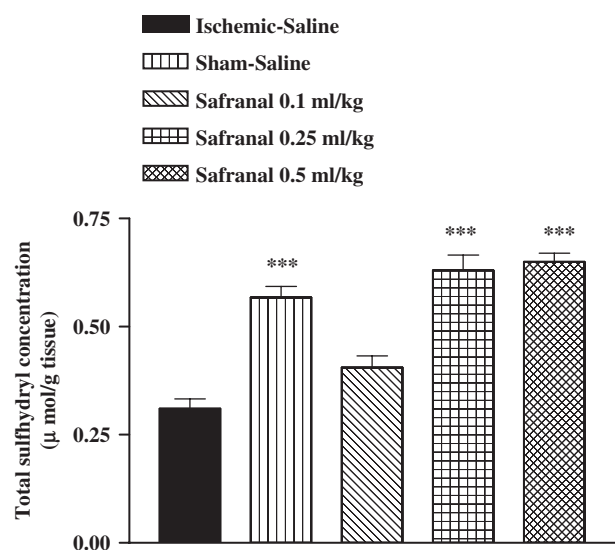 Ischemic-Saline
Sham-Saline
Safranal 0.1 ml/kg
Safranal 0.25 ml/kg
Safranal 0.5 ml/kg
Total sulfhydryl concentration
(μ mol/g tissue)
0.75
0.50
0.25
0.00
***
***
***